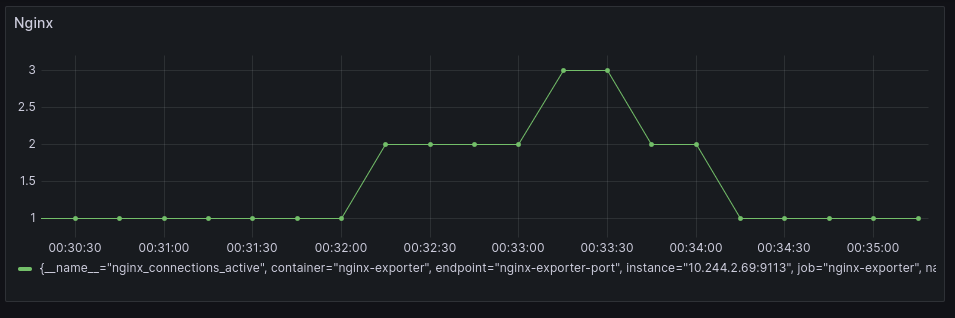 Nginx
3
2.5
2
1.5
1
00:30:30 00:31:00 00:31:30 00:32:00 00:32:30 00:33:00 00:33:30 00:34:00 00:34:30 00:35:00
{__name__="nginx_connections_active", container="nginx-exporter", endpoint="nginx-exporter-port", instance="10.244.2.69:9113", job="nginx-exporter", na